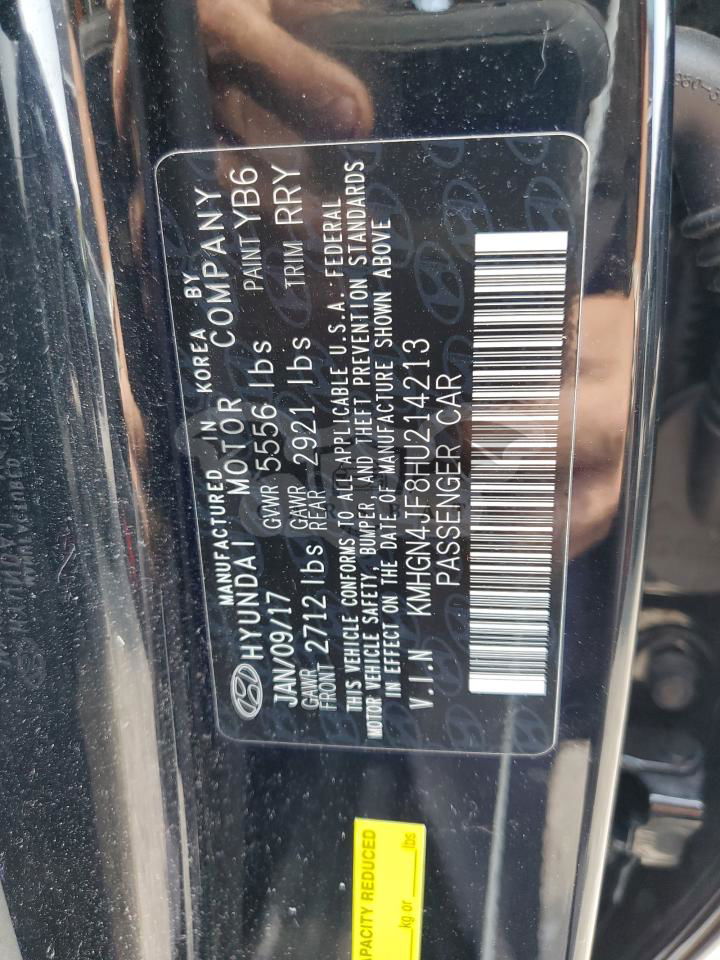 MANUFACTURED IN KOREA BY
HYUNDAI MOTOR COMPANY
JAN/09/17 GVWR 5556 lbs PAINT YB6
GAWR FRONT 2712 lbs GAWR REAR 2921 lbs TRIM RRY
THIS VEHICLE CONFORMS TO ALL APPLICABLE U.S.A. FEDERAL
MOTOR VEHICLE SAFETY, BUMPER, AND THEFT PREVENTION STANDARDS
IN EFFECT ON THE DATE OF MANUFACTURE SHOWN ABOVE
V.I.N KMHGN4JF8HU214213
PASSENGER CAR
APACITY REDUCED
kg or lbs